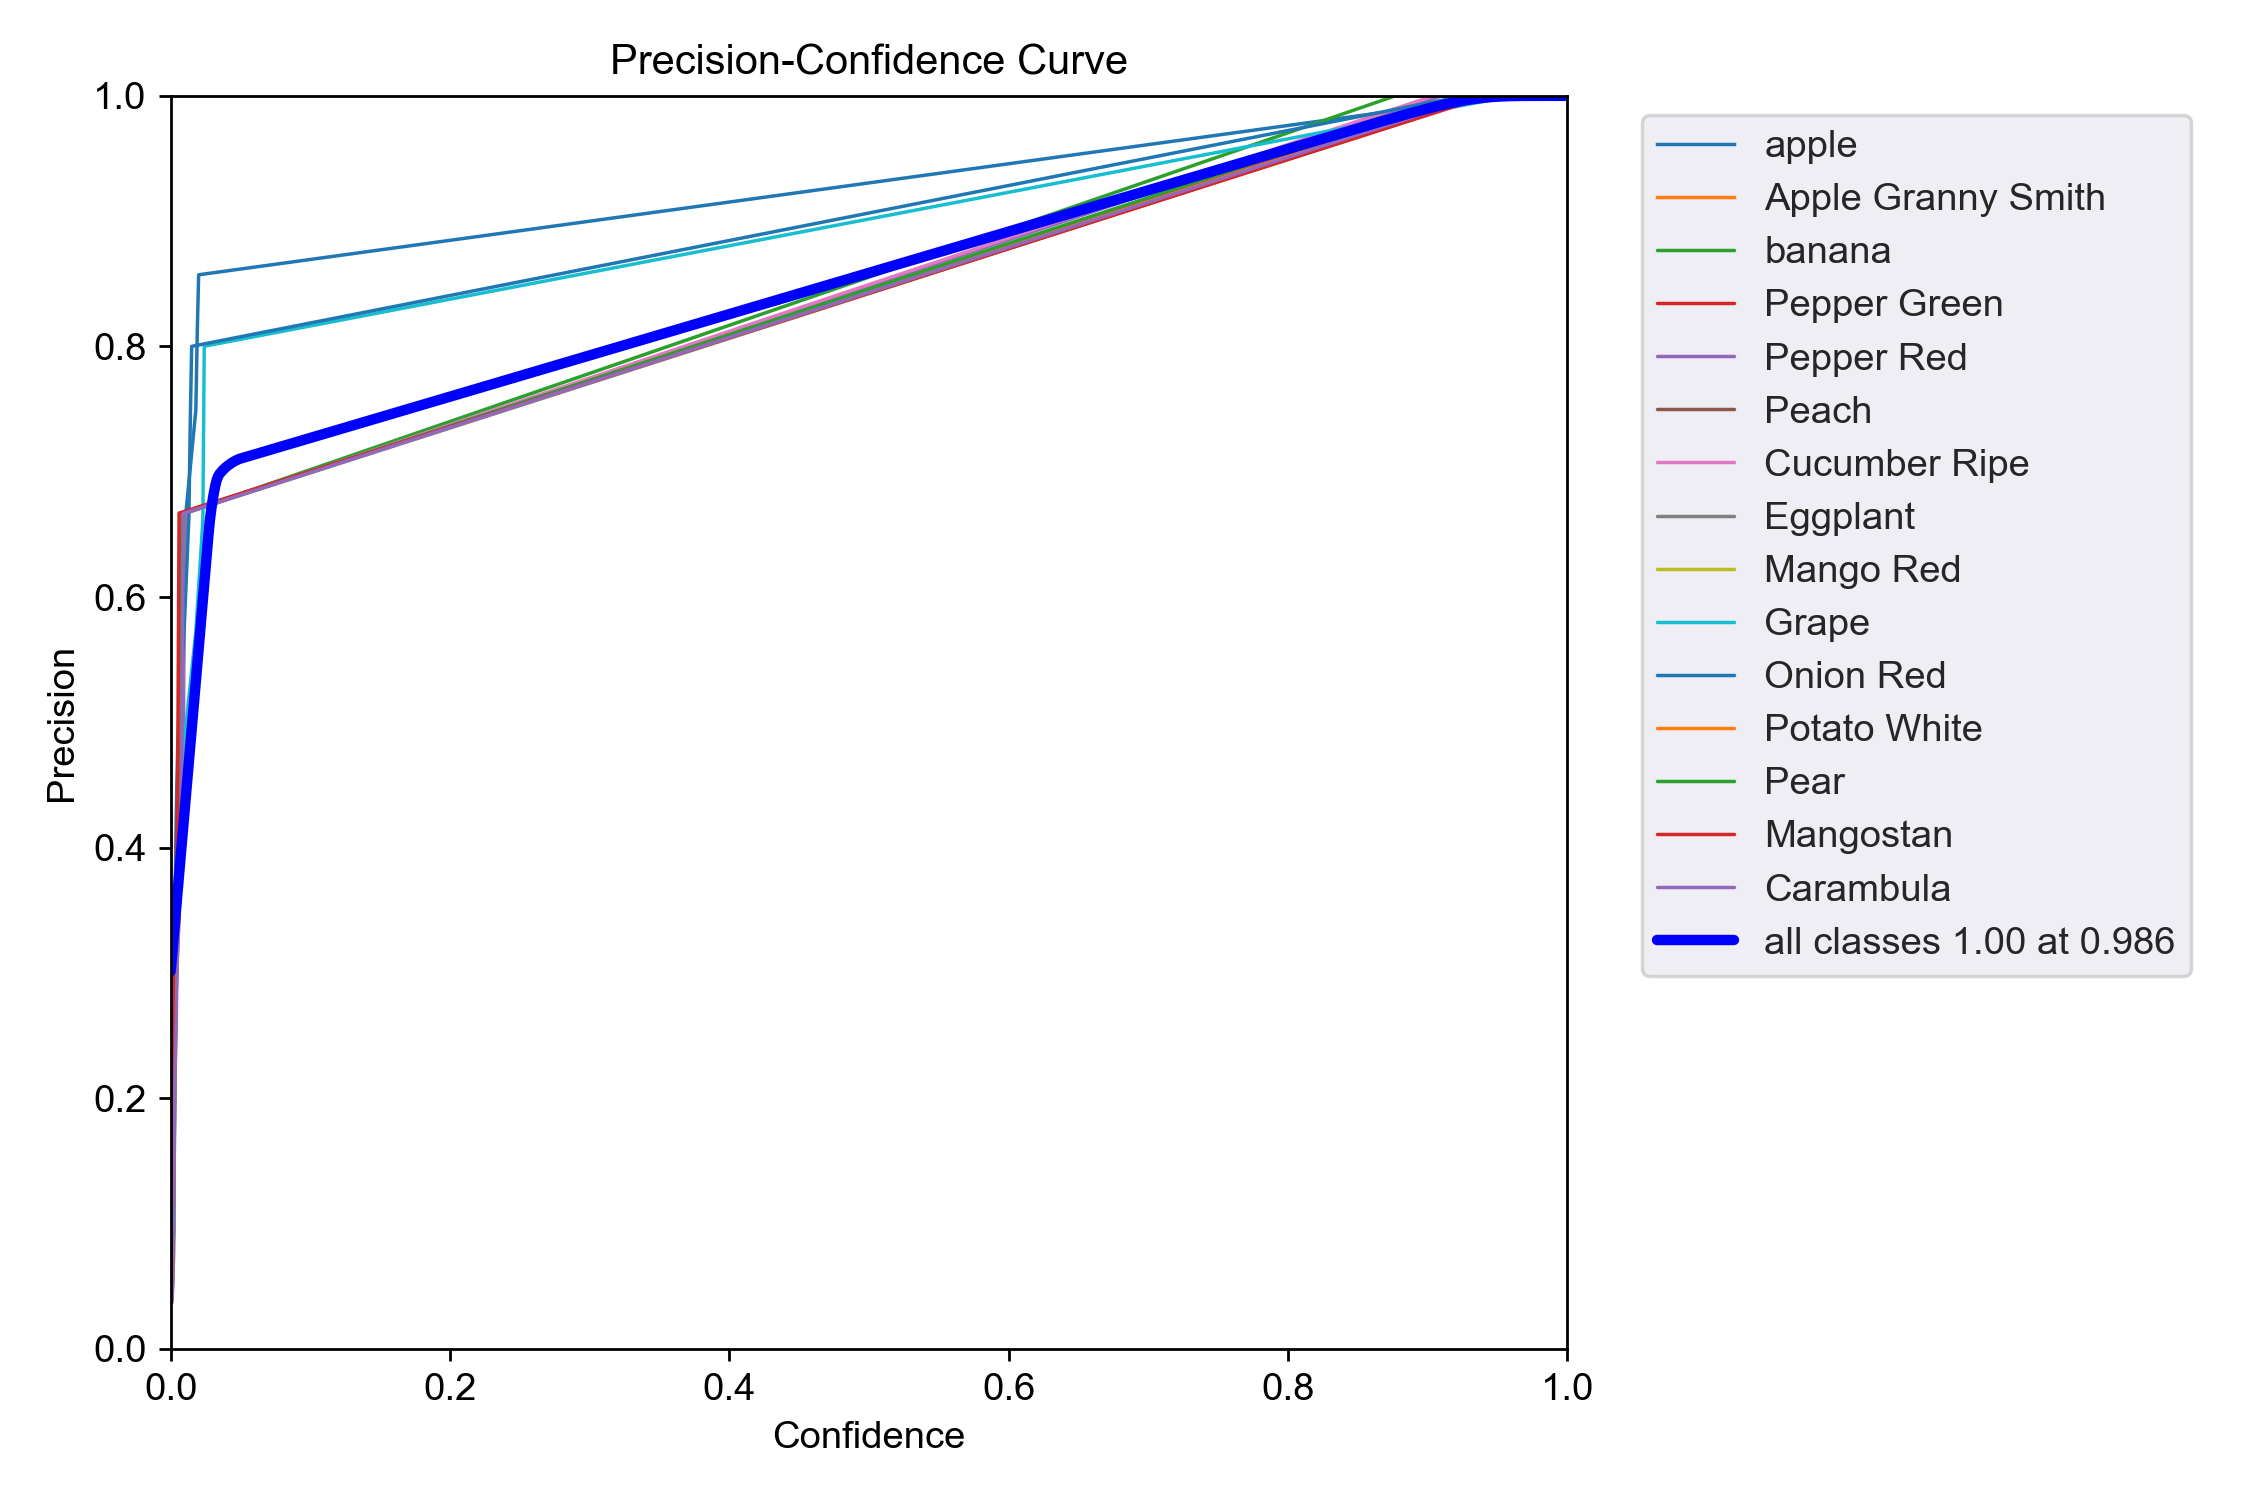 Precision-Confidence Curve
1.0
0.8
0.6
0.4
0.2
0.0
Precision
0.0 0.2 0.4 0.6 0.8 1.0
Confidence
apple
Apple Granny Smith
banana
Pepper Green
Pepper Red
Peach
Cucumber Ripe
Eggplant
Mango Red
Grape
Onion Red
Potato White
Pear
Mangostan
Carambula
all classes 1.00 at 0.986